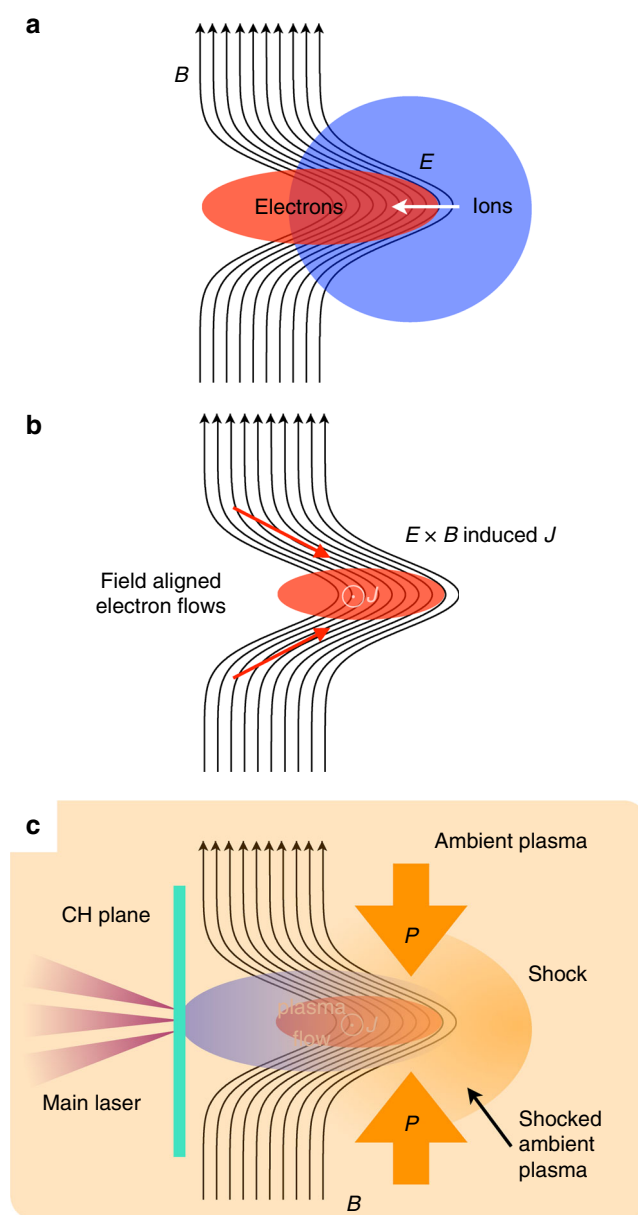 a
B
E
Electrons
Ions
b
E × B induced J
Field aligned
electron flows
J
c
Ambient plasma
CH plane
P
Shock
plasma
flow
J
Main laser
P
Shocked
ambient
plasma
B